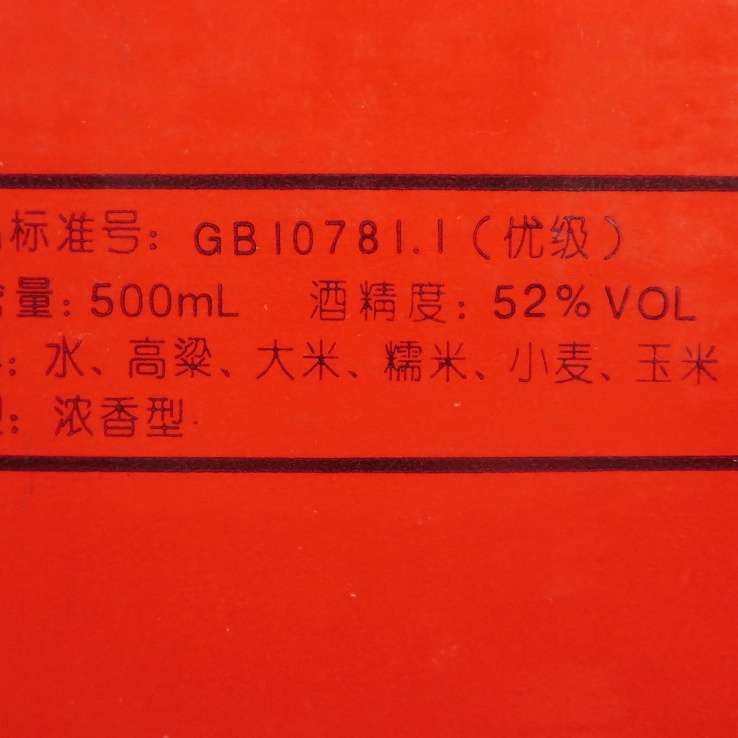 标准号: GB10781.1 (优级)
量: 500mL 酒精度: 52%VOL
: 水、高粱、大米、糯米、小麦、玉米
: 浓香型